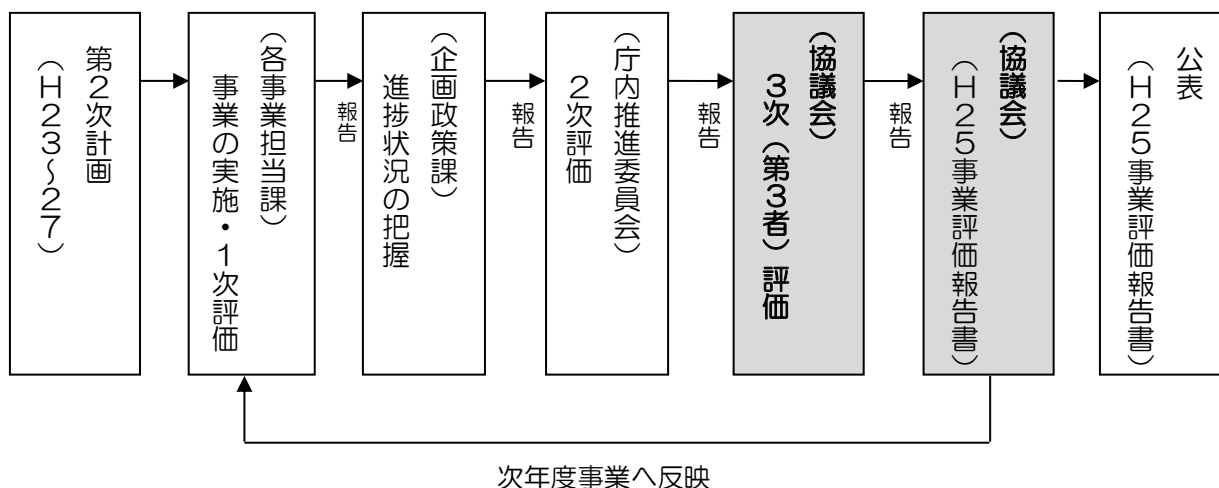 第２次計画
（Ｈ２３～２７）
（各事業担当課）
事業の実施・１次評価
報告
（企画政策課）
進捗状況の把握
報告
（庁内推進委員会）
２次評価
報告
（協議会）
３次（第３者）評価
報告
（協議会）
（Ｈ２５事業評価報告書）
公表
（Ｈ２５事業評価報告書）
次年度事業へ反映